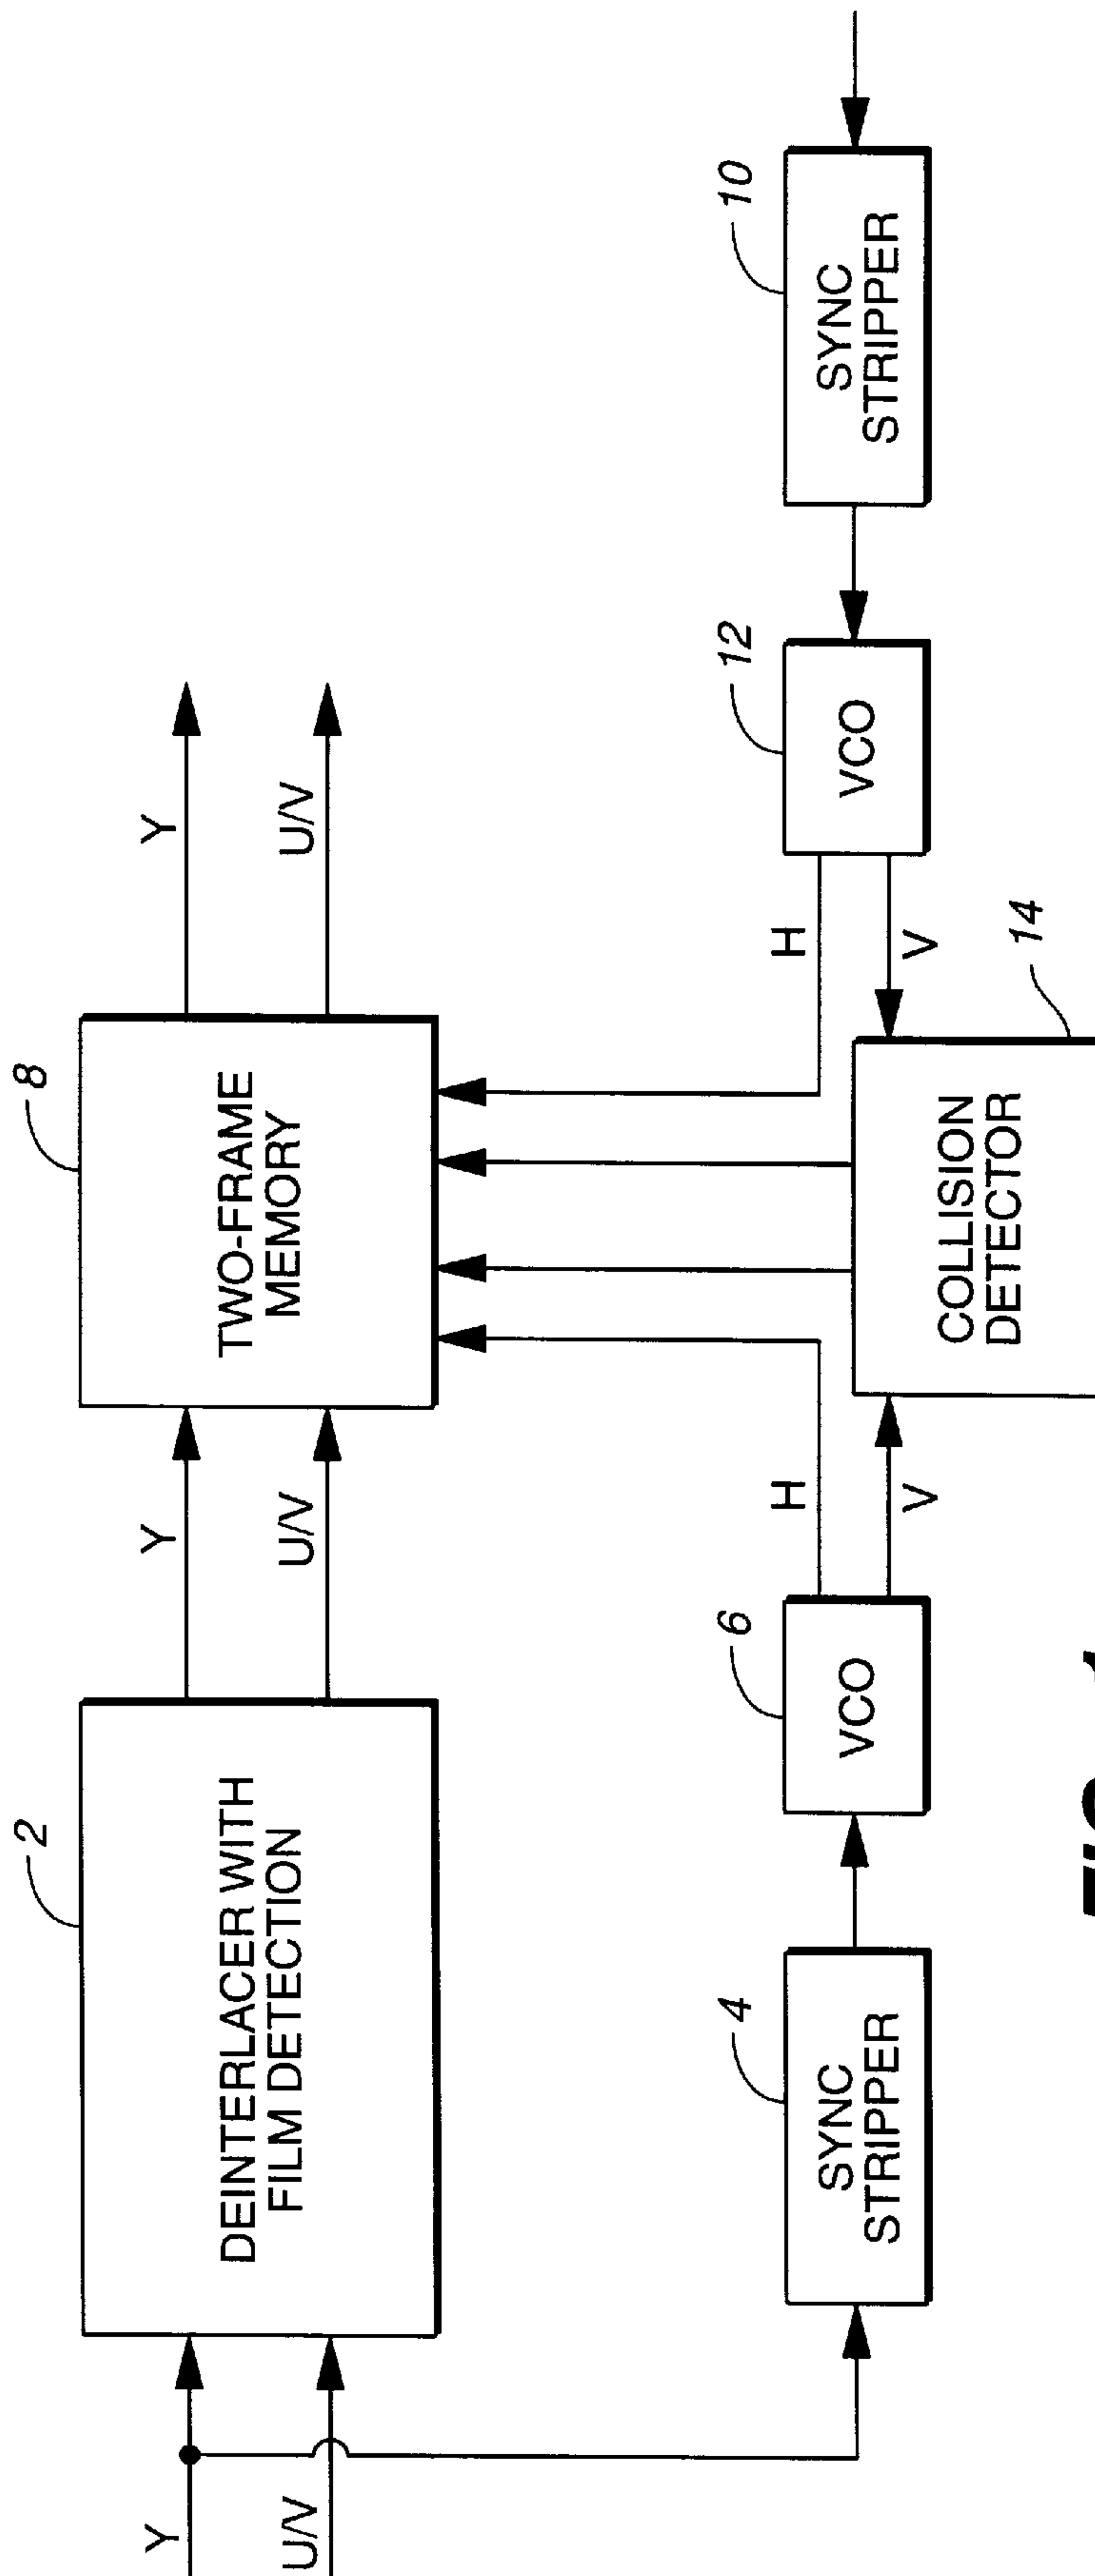 2
8
Y
U/V
DEINTERLACER WITH
FILM DETECTION
Y
U/V
TWO-FRAME
MEMORY
Y
U/V
4
SYNC
STRIPPER
6
VCO
H
V
COLLISION
DETECTOR
14
H
V
12
VCO
10
SYNC
STRIPPER